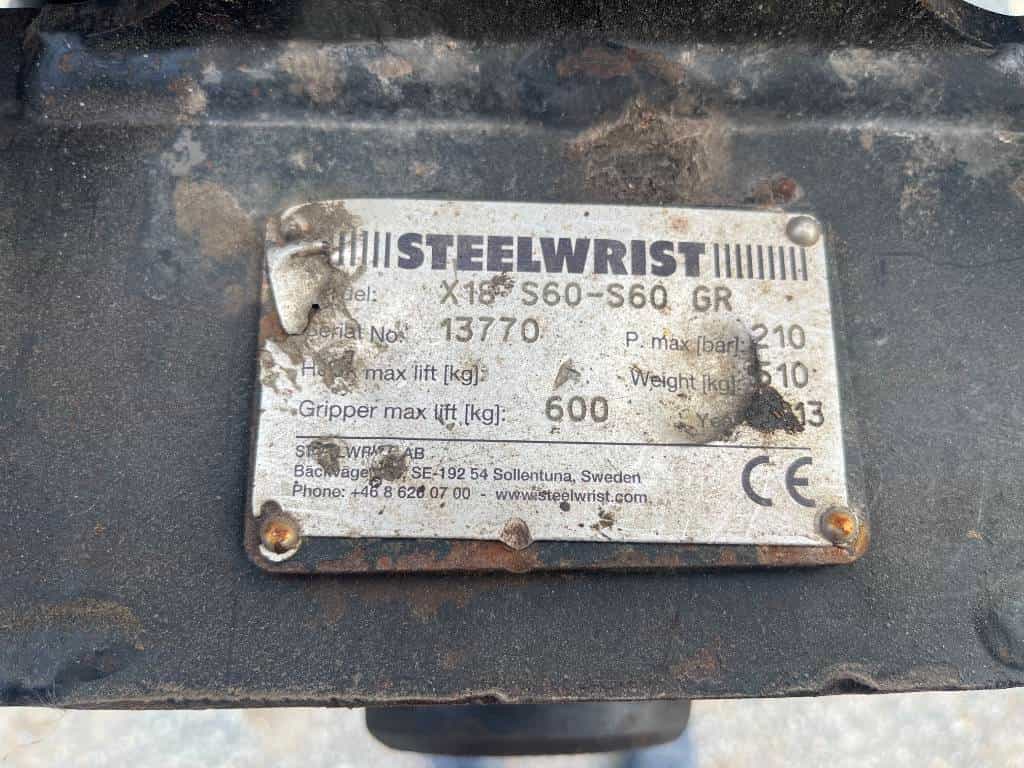 STEELWRIST
X18 S60-S60 GR
Serial No: 13770 P. max [bar]: 210
max lift [kg]: Weight [kg]: 510
Gripper max lift [kg]: 600
AB
SE-192 54 Sollentuna, Sweden
Phone: +46 8 626 07 00 - www.steelwrist.com
CE